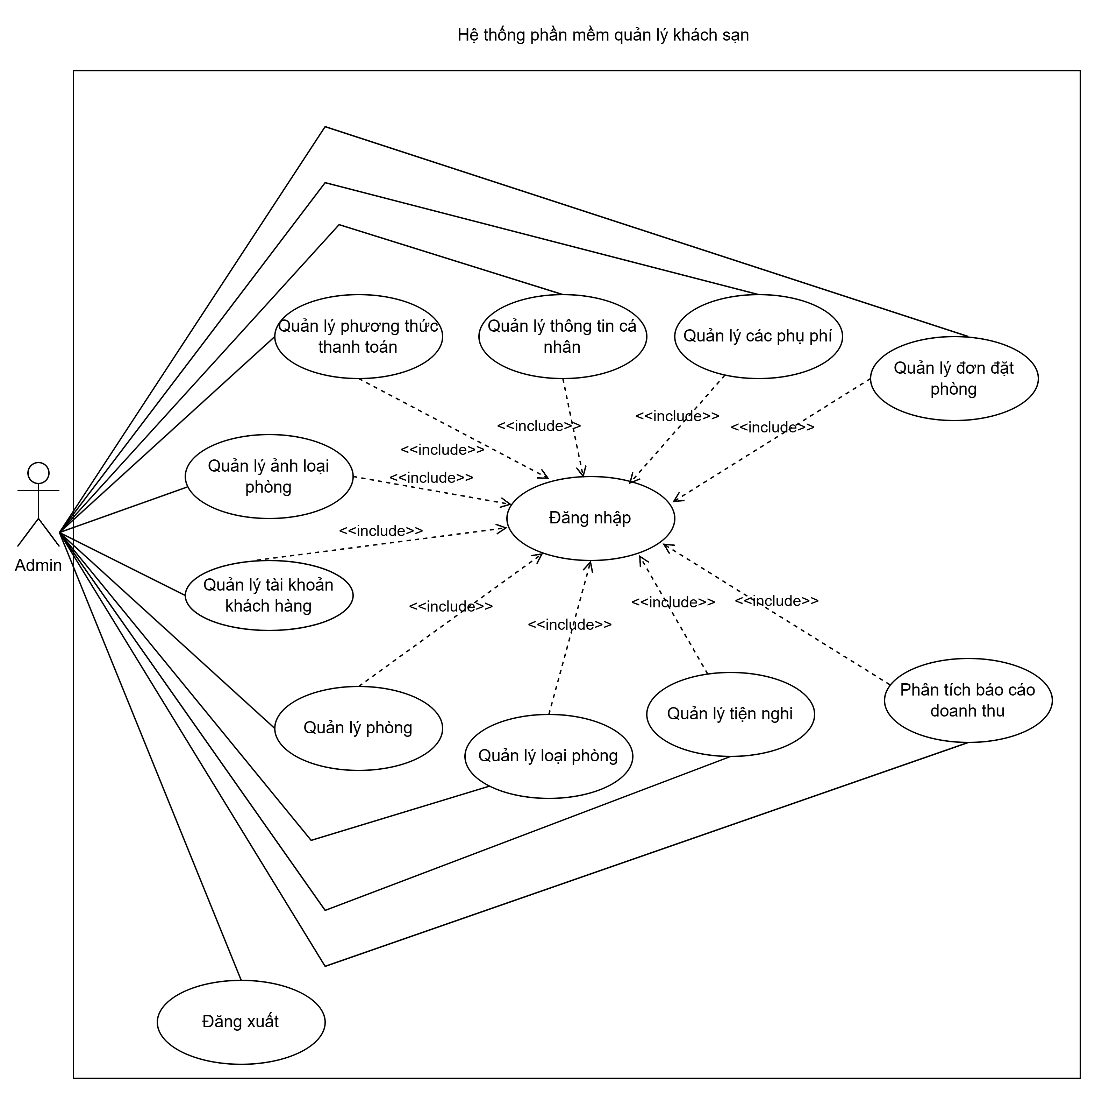 Hệ thống phần mềm quản lý khách sạn
Quản lý phương thức
thanh toán
Quản lý thông tin cá
nhân
Quản lý các phụ phí
Quản lý đơn đặt
phòng
<<include>>
<<include>>
<<include>>
<<include>>
Quản lý ảnh loại
phòng
<<include>>
Đăng nhập
<<include>>
Admin
Quản lý tài khoản
khách hàng
<<include>>
<<include>>
<<include>>
<<include>>
Quản lý phòng
Quản lý loại phòng
Quản lý tiện nghi
Phân tích báo cáo
doanh thu
Đăng xuất